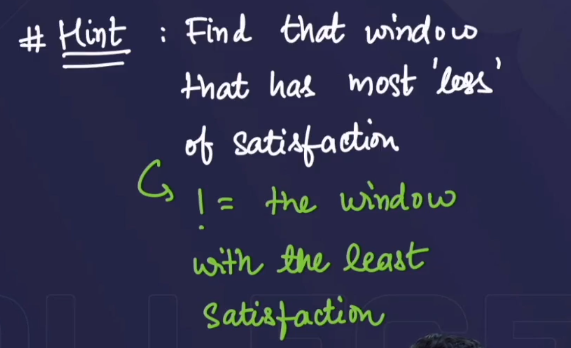 # Hint : Find that window
that has most 'loss'
of satisfaction
!= the window
with the least
satisfaction